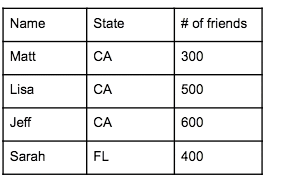 Name State # of friends
Matt CA 300
Lisa CA 500
Jeff CA 600
Sarah FL 400